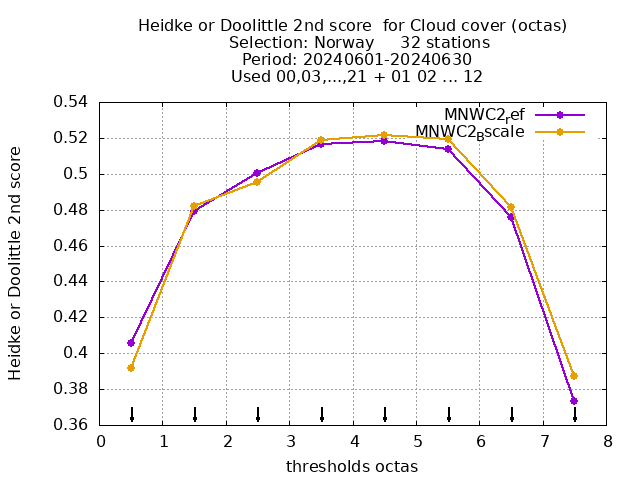 Heidke or Doolittle 2nd score  for Cloud cover (octas)
Selection: Norway     32 stations
Period: 20240601-20240630
Used 00,03,...,21 + 01 02 ... 12
MNWC2ref
MNWC2Bscale
Heidke or Doolittle 2nd score
0.54
0.52
0.5
0.48
0.46
0.44
0.42
0.4
0.38
0.36
0 1 2 3 4 5 6 7 8
thresholds octas